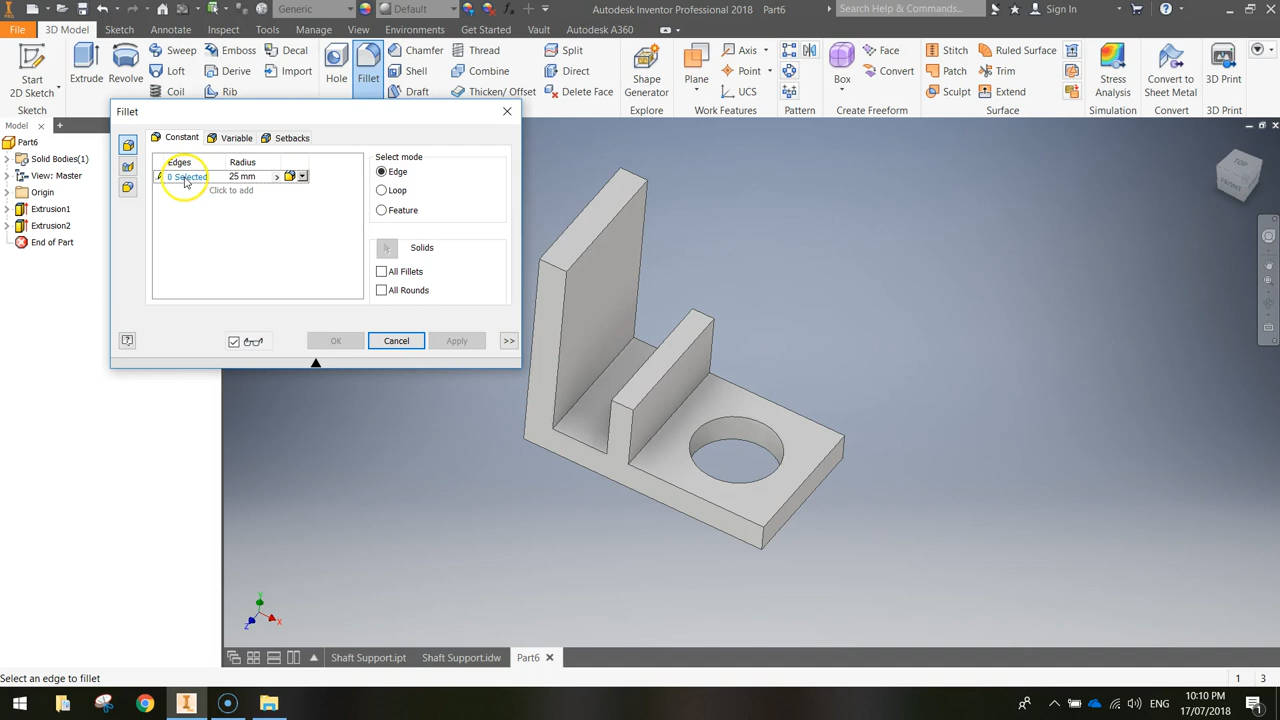 Generic
Default
Autodesk Inventor Professional 2018   Part6
Search Help & Commands...
Sign In
File
3D Model
Sketch
Annotate
Inspect
Tools
Manage
View
Environments
Get Started
Vault
Autodesk A360
Start
2D Sketch
Extrude
Revolve
Sweep
Loft
Coil
Emboss
Derive
Rib
Decal
Import
Hole
Fillet
Chamfer
Shell
Draft
Thread
Combine
Thicken/ Offset
Split
Direct
Delete Face
Shape
Generator
Plane
Axis
Point
UCS
Box
Face
Convert
Stitch
Patch
Sculpt
Ruled Surface
Trim
Extend
Stress
Analysis
Convert to
Sheet Metal
3D Print
Sketch
Explore
Work Features
Pattern
Create Freeform
Surface
Simulation
Convert
3D Print
Model
Part6
Solid Bodies(1)
View: Master
Origin
Extrusion1
Extrusion2
End of Part
Fillet
Constant
Variable
Setbacks
Edges
Radius
0 Selected
25 mm
Click to add
Select mode
Edge
Loop
Feature
Solids
All Fillets
All Rounds
OK
Cancel
Apply
>>
TOP
FRONT
Y
X
Z
Shaft Support.ipt
Shaft Support.idw
Part6
Select an edge to fillet
1
3
ENG
10:10 PM
17/07/2018